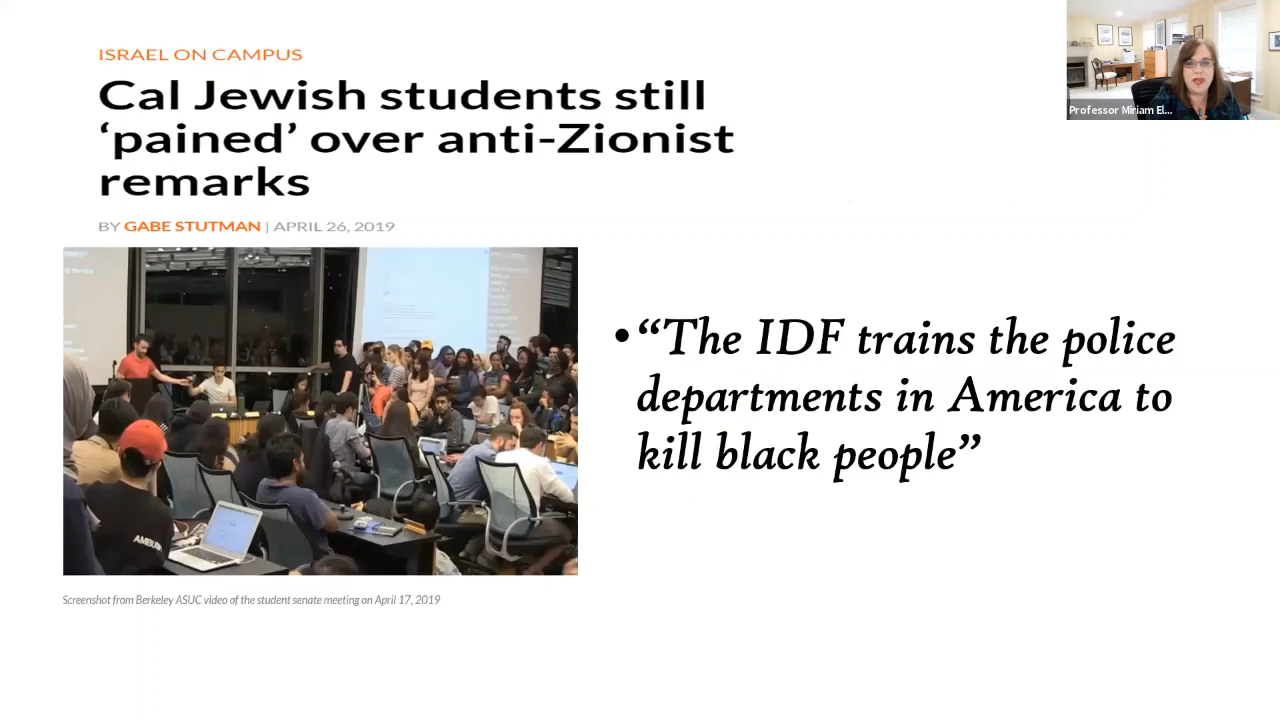 ISRAEL ON CAMPUS
Cal Jewish students still
‘pained’ over anti-Zionist
remarks
BY GABE STUTMAN | APRIL 26, 2019
Screenshot from Berkeley ASUC video of the student senate meeting on April 17, 2019
•“The IDF trains the police
departments in America to
kill black people”
Professor Miriam El...